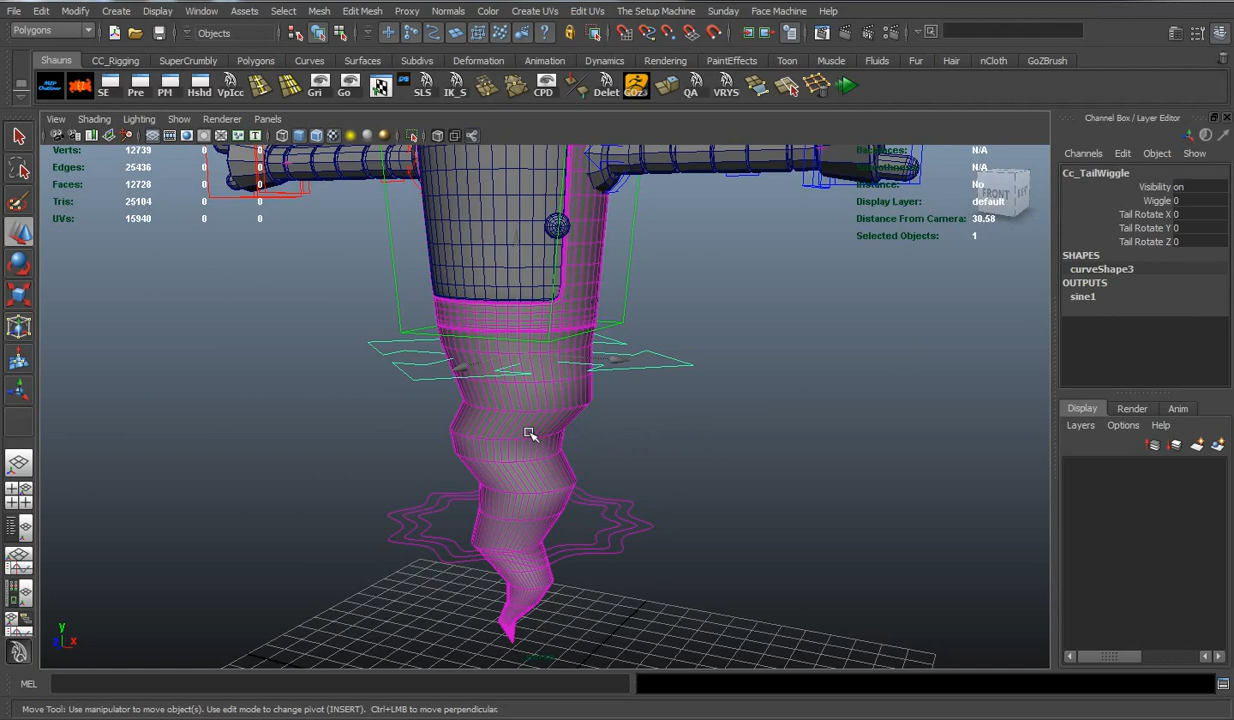 File Edit Modify Create Display Window Assets Select Mesh Edit Mesh Proxy Normals Color Create UVs Edit UVs The Setup Machine Sunday Face Machine Help
Polygons Objects
Shauns CC_Rigging SuperCrumbly Polygons Curves Surfaces Subdivs Deformation Animation Dynamics Rendering PaintEffects Toon Muscle Fluids Fur Hair nCloth GoZBrush
SE Pre PM Hshd VpIcc Gri Go SLS IK_S CPD Delet GOz3 QA VRYS
View Shading Lighting Show Renderer Panels
Channel Box / Layer Editor
Channels Edit Object Show
Verts: 12739 0 0
Edges: 25436 0 0
Faces: 12728 0 0
Tris: 25104 0 0
UVs: 15940 0 0
Backfaces: N/A
Smoothness: N/A
Instance: No
Display Layer: default
Distance From Camera: 30.58
Selected Objects: 1
FRONT
Cc_TailWiggle
Visibility on
Wiggle 0
Tail Rotate X 0
Tail Rotate Y 0
Tail Rotate Z 0
SHAPES
curveShape3
OUTPUTS
sine1
Display Render Anim
Layers Options Help
y
z x
MEL
Move Tool: Use manipulator to move object(s). Use edit mode to change pivot (INSERT). Ctrl+LMB to move perpendicular.